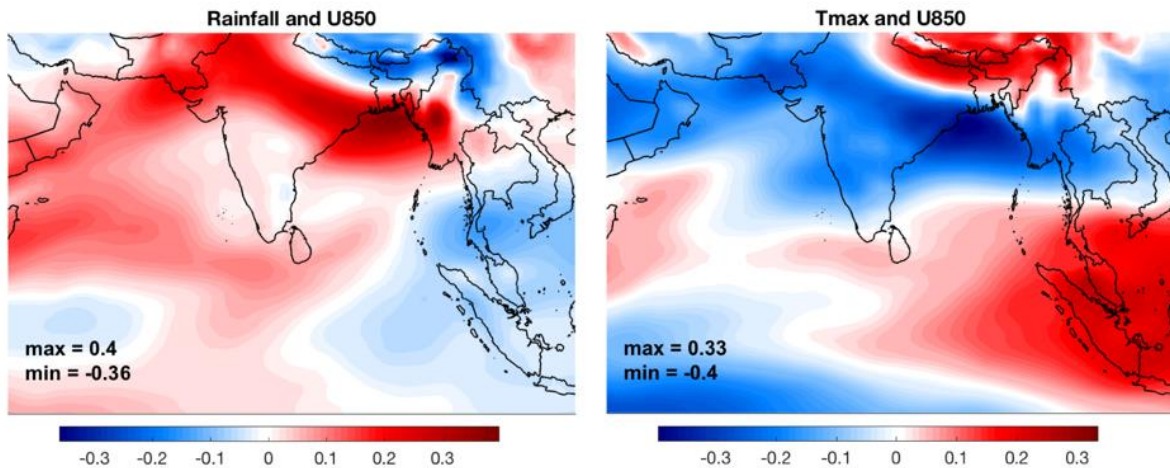 Rainfall and U850
max = 0.4
min = -0.36
-0.3 -0.2 -0.1 0 0.1 0.2 0.3
Tmax and U850
max = 0.33
min = -0.4
-0.3 -0.2 -0.1 0 0.1 0.2 0.3